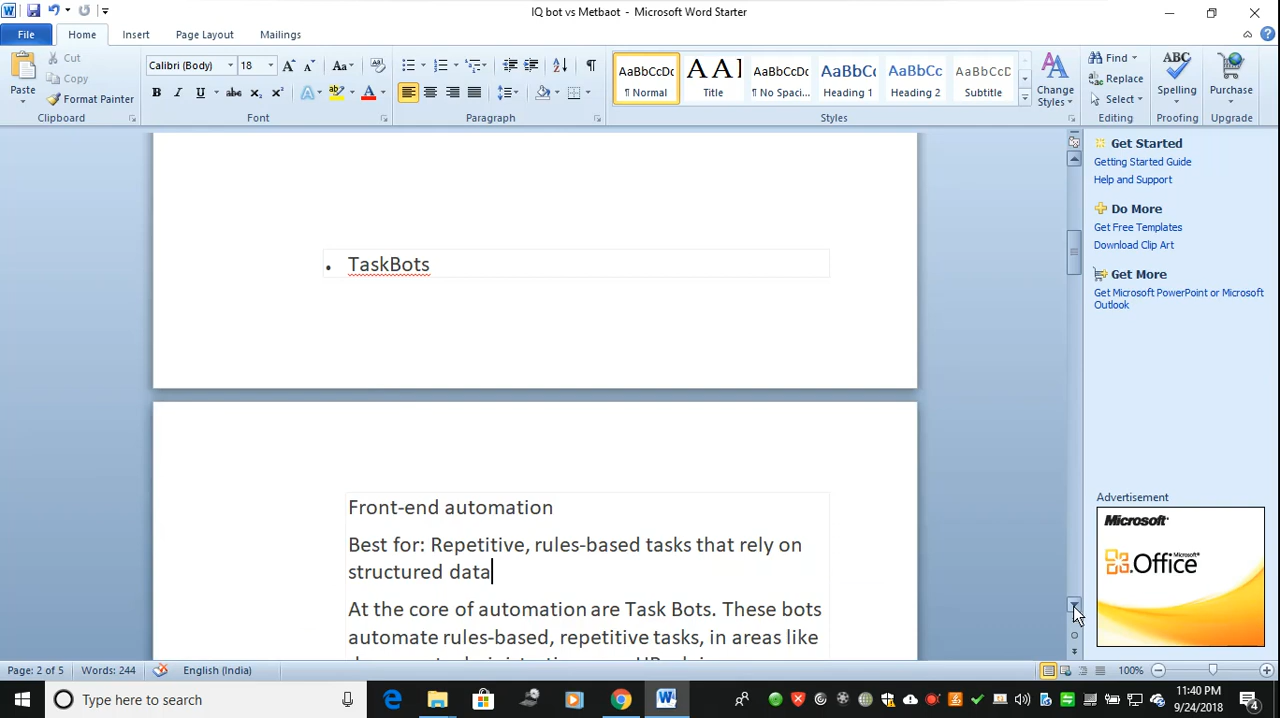 IQ bot vs Metbaot - Microsoft Word Starter
File Home Insert Page Layout Mailings
Paste
Cut
Copy
Format Painter
Clipboard
Calibri (Body) 18
Font
Paragraph
AaBbCcDc AAI AaBbCcDc AaBbCc AaBbCc AaBbCcDc
¶ Normal Title ¶ No Spaci... Heading 1 Heading 2 Subtitle
Change Styles
Styles
Find
Replace
Select
Editing
ABC
Spelling
Proofing
Purchase
Upgrade
• TaskBots
Front-end automation
Best for: Repetitive, rules-based tasks that rely on
structured data
At the core of automation are Task Bots. These bots
automate rules-based, repetitive tasks, in areas like
Get Started
Getting Started Guide
Help and Support
Do More
Get Free Templates
Download Clip Art
Get More
Get Microsoft PowerPoint or Microsoft
Outlook
Advertisement
Microsoft
Office
Page: 2 of 5 Words: 244 English (India) 100%
Type here to search
11:40 PM
9/24/2018
4